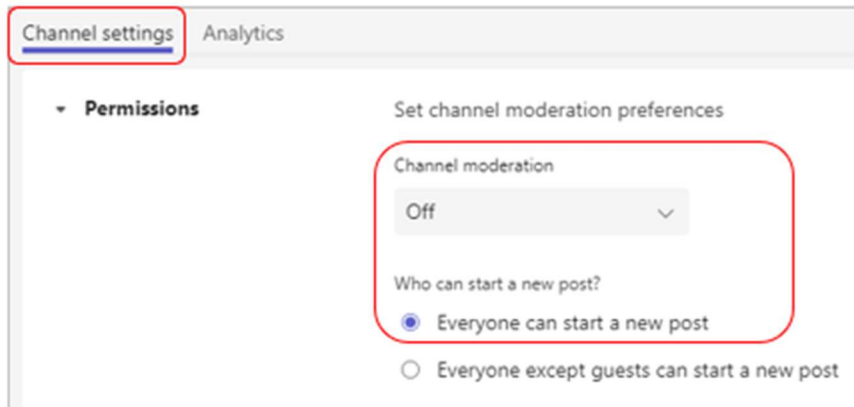 Channel settings Analytics
Permissions Set channel moderation preferences
Channel moderation
Off
Who can start a new post?
Everyone can start a new post
Everyone except guests can start a new post